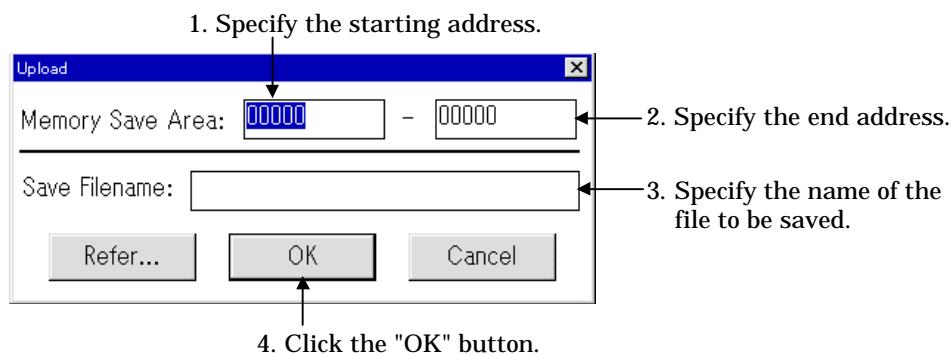 1. Specify the starting address.
Upload
Memory Save Area: 00000 - 00000
2. Specify the end address.
Save Filename:
3. Specify the name of the
file to be saved.
Refer... OK Cancel
4. Click the "OK" button.